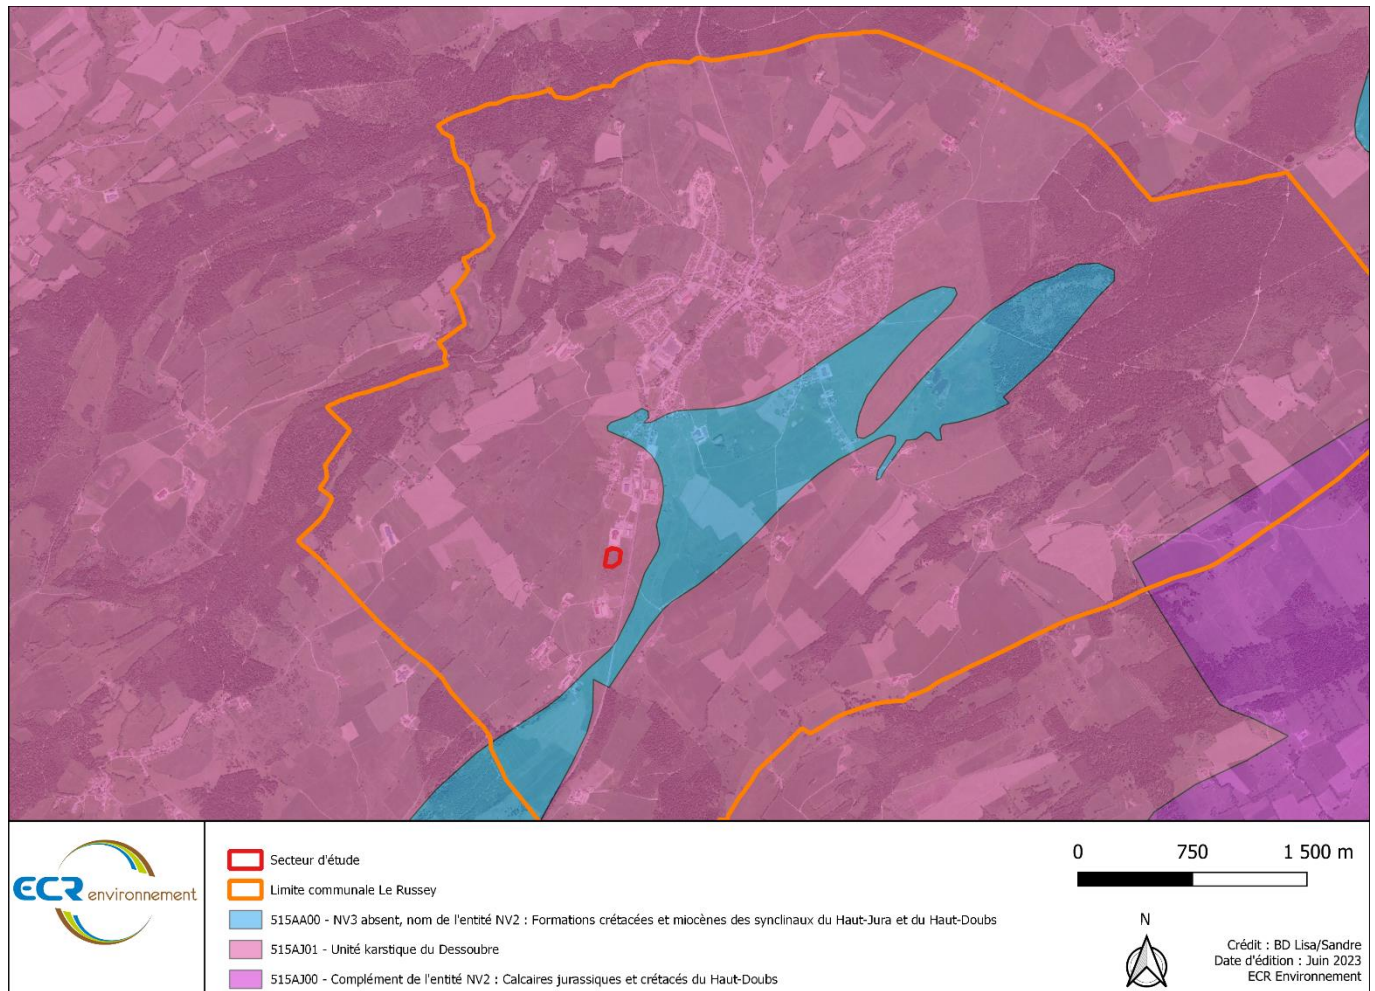 ECR environnement
Secteur d'étude
Limite communale Le Russey
515AA00 - NV3 absent, nom de l'entité NV2 : Formations crétacées et miocènes des synclinaux du Haut-Jura et du Haut-Doubs
515AJ01 - Unité karstique du Dessoubre
515AJ00 - Complément de l'entité NV2 : Calcaires jurassiques et crétacés du Haut-Doubs
0 750 1 500 m
N
Crédit : BD Lisa/Sandre
Date d'édition : Juin 2023
ECR Environnement